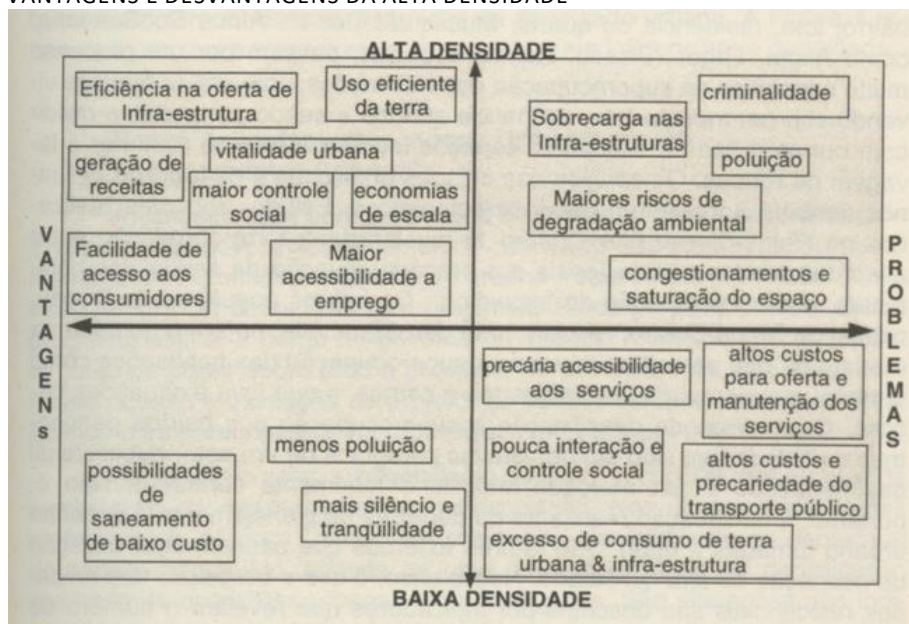 VANTAGENS E DESVANTAGENS DA ALTA DENSIDADE
ALTA DENSIDADE
Eficiência na oferta de
Infra-estrutura
Uso eficiente
da terra
geração de
receitas
vitalidade urbana
maior controle
social
economias
de escala
Facilidade de
acesso aos
consumidores
Maior
acessibilidade a
emprego
criminalidade
Sobrecarga nas
Infra-estruturas
poluição
Maiores riscos de
degradação ambiental
congestionamentos e
saturação do espaço
VANTAGENS
PROBLEMAS
menos poluição
possibilidades
de
saneamento
de baixo custo
mais silêncio e
tranqüilidade
precária acessibilidade
aos serviços
altos custos
para oferta e
manutenção dos
serviços
pouca interação e
controle social
altos custos e
precariedade do
transporte público
excesso de consumo de terra
urbana & infra-estrutura
BAIXA DENSIDADE